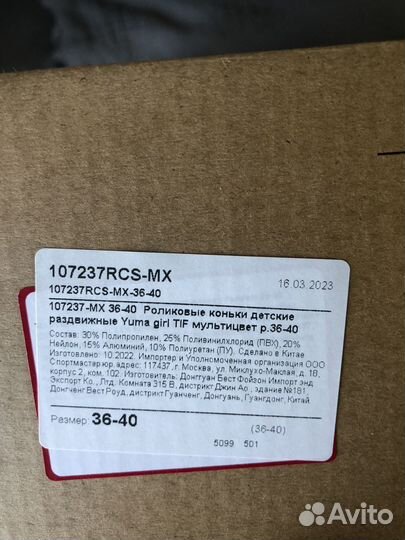 107237RCS-MX 16.03.2023
107237RCS-MX-36-40
107237-MX 36-40 Роликовые коньки детские
раздвижные Yuma girl TIF мультицвет р.36-40
Состав: 30% Полипропилен, 25% Поливинилхлорид (ПВХ), 20%
Нейлон, 15% Алюминий, 10% Полиуретан (ПУ). Сделано в Китае
Изготовлено: 10.2022. Импортер и Уполномоченная организация ООО
Спортмастер юр. адрес: 117437, г. Москва, ул. Миклухо-Маклая, д. 18,
корпус 2, ком. 102. Изготовитель: Донггуан Бест Фойзон Импорт энд
Экспорт Ко., Лтд. Комната 315 В, дистрикт Джин Ао, здание №181,
Донгченг Вест Роуд, дистрикт Гуанченг, Донгуань, Гуангдонг, Китай
Размер: 36-40 (36-40)
5099 501
Avito